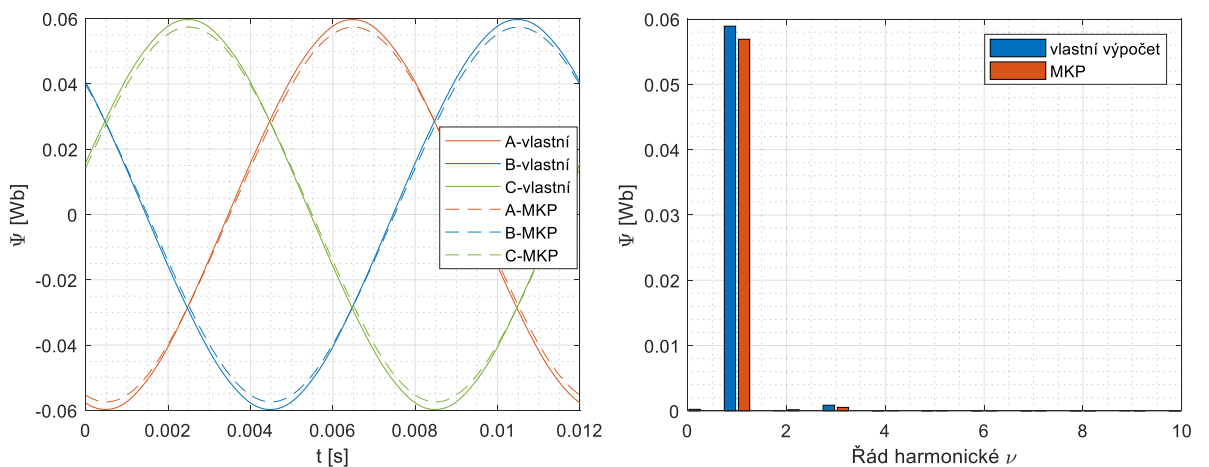 0.06
0.04
0.02
0
-0.02
-0.04
-0.06
Ψ [Wb]
0
0.002
0.004
0.006
0.008
0.01
0.012
t [s]
A-vlastní
B-vlastní
C-vlastní
A-MKP
B-MKP
C-MKP
0.06
0.05
0.04
0.03
0.02
0.01
0
Ψ [Wb]
0
2
4
6
8
10
Řád harmonické ν
vlastní výpočet
MKP